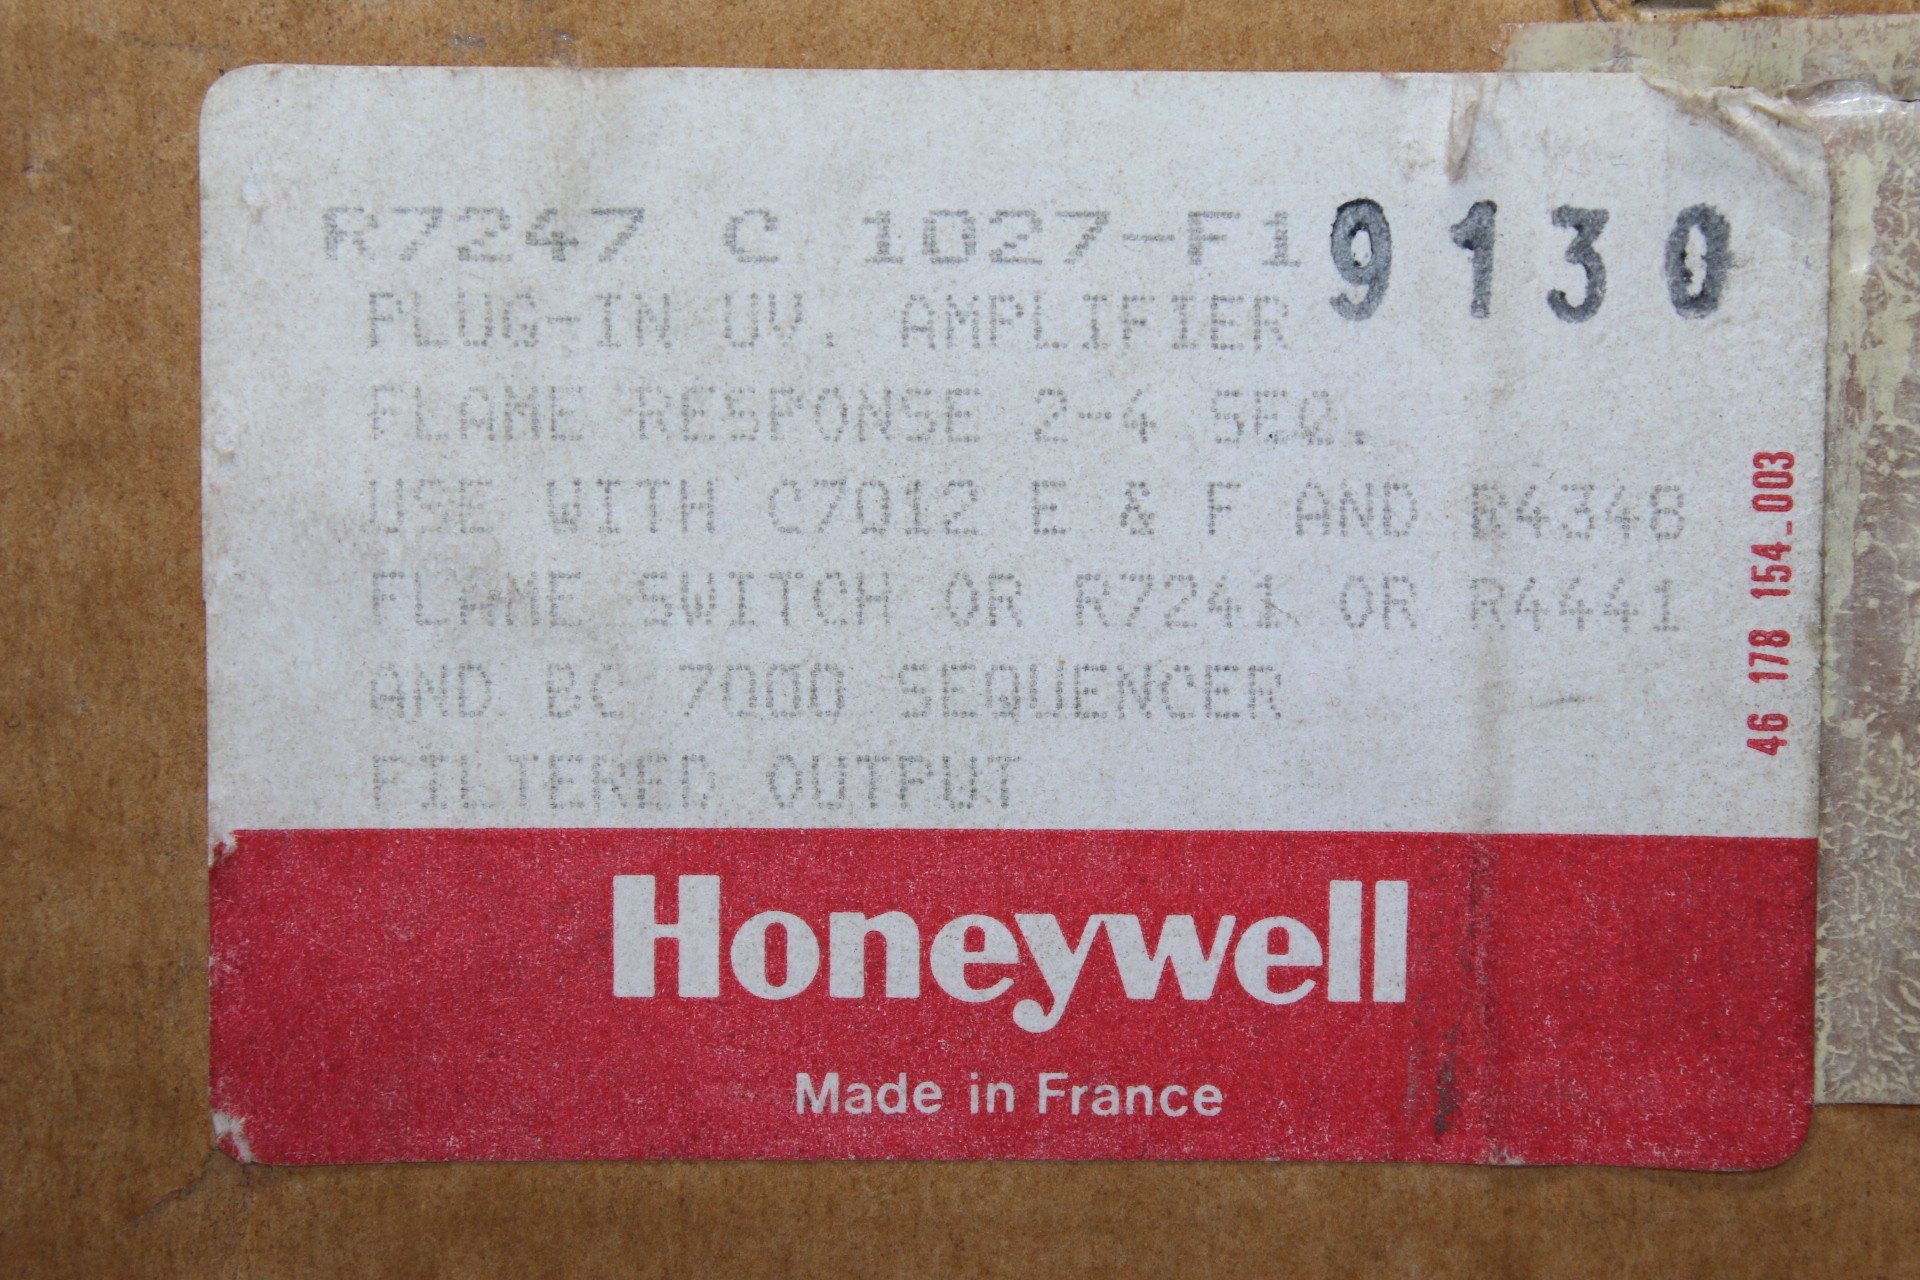 R7247 C 1027-F1 9130
PLUG-IN UV. AMPLIFIER
FLAME RESPONSE 2-4 SEQ.
USE WITH C7012 E & F AND R4348
FLAME SWITCH OR R7241 OR R4441
AND BC 7000 SEQUENCER
FILTERED OUTPUT
46 178 154_003
Honeywell
Made in France